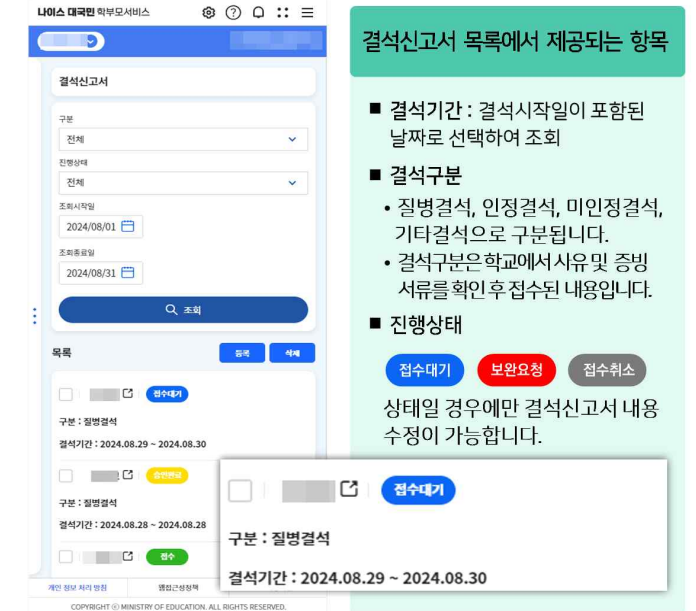 나이스 대국민 학부모서비스
결석신고서
구분
전체
진행상태
전체
조회시작일
2024/08/01
조회종료일
2024/08/31
조회
목록
등록 삭제
접수대기
구분 : 질병결석
결석기간 : 2024.08.29 ~ 2024.08.30
승인완료
구분 : 질병결석
결석기간 : 2024.08.28 ~ 2024.08.28
접수
개인 정보 처리 방침 웹접근성정책
COPYRIGHT ⓒ MINISTRY OF EDUCATION. ALL RIGHTS RESERVED.
결석신고서 목록에서 제공되는 항목
■ 결석기간 : 결석시작일이 포함된
날짜로 선택하여 조회
■ 결석구분
• 질병결석, 인정결석, 미인정결석,
기타결석으로 구분됩니다.
• 결석구분은 학교에서 사유 및 증빙
서류를 확인 후 접수된 내용입니다.
■ 진행상태
접수대기 보완요청 접수취소
상태일 경우에만 결석신고서 내용
수정이 가능합니다.
접수대기
구분 : 질병결석
결석기간 : 2024.08.29 ~ 2024.08.30